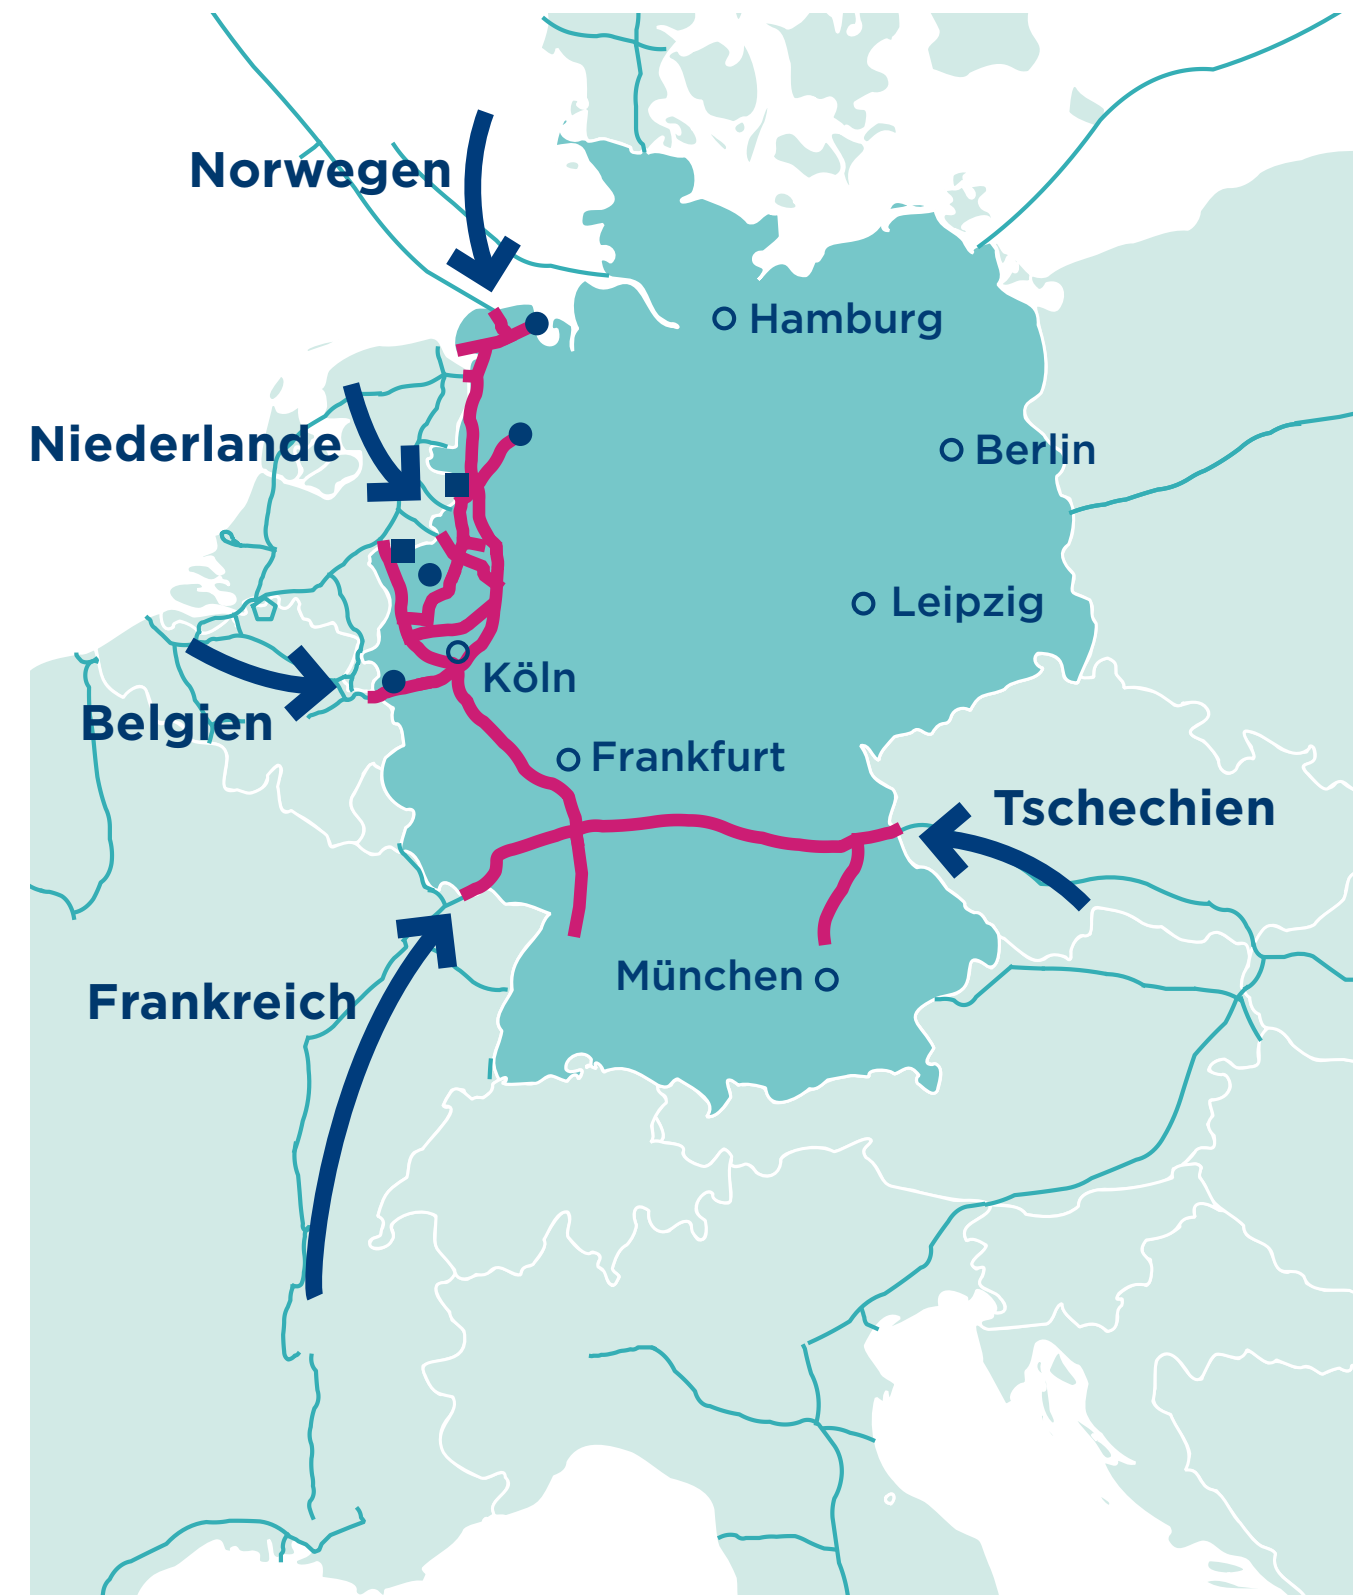 Norwegen
Hamburg
Niederlande
Berlin
Leipzig
Köln
Belgien
Frankfurt
Tschechien
München
Frankreich